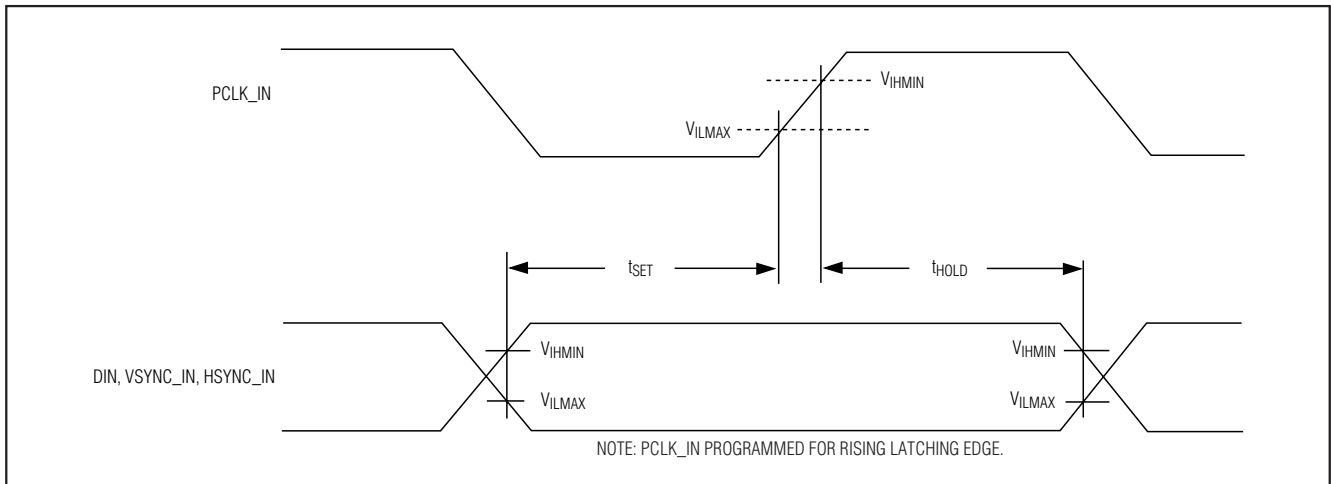 PCLK_IN
VIHMIN
VILMAX
tSET
tHOLD
VIHMIN
VIHMIN
DIN, VSYNC_IN, HSYNC_IN
VILMAX
VILMAX
NOTE: PCLK_IN PROGRAMMED FOR RISING LATCHING EDGE.